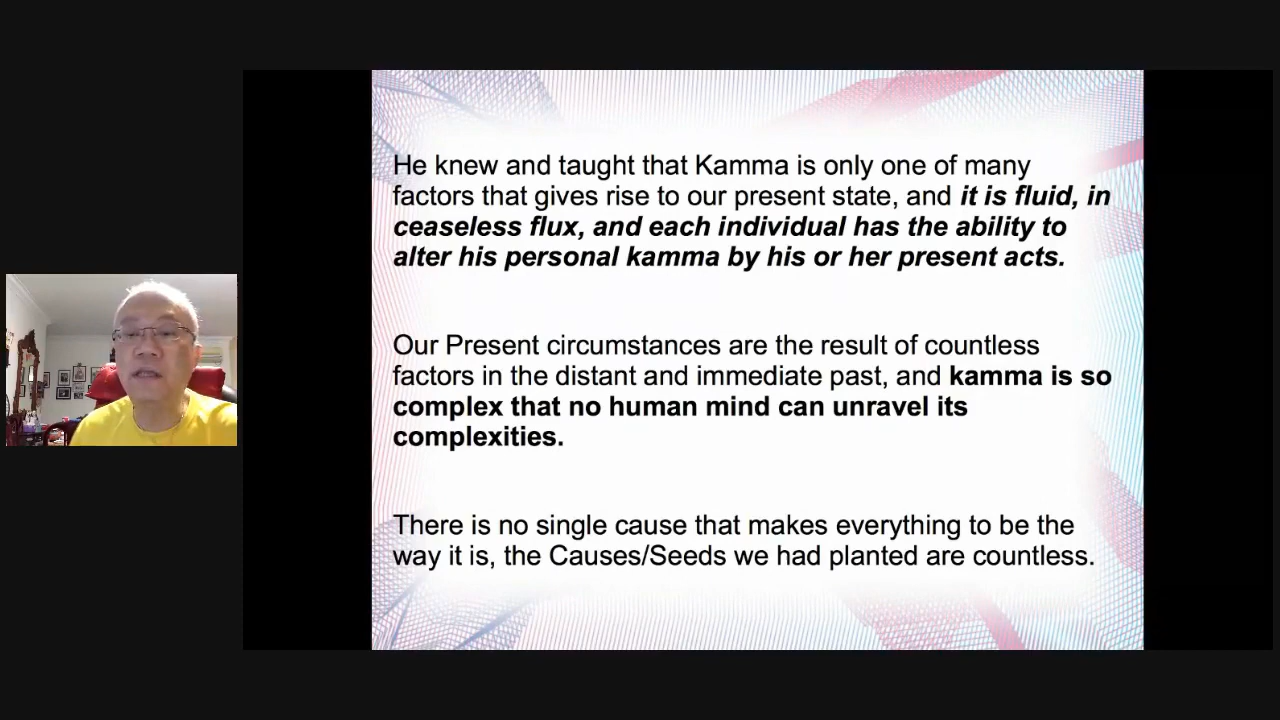 He knew and taught that Kamma is only one of many
factors that gives rise to our present state, and it is fluid, in
ceaseless flux, and each individual has the ability to
alter his personal kamma by his or her present acts.
Our Present circumstances are the result of countless
factors in the distant and immediate past, and kamma is so
complex that no human mind can unravel its
complexities.
There is no single cause that makes everything to be the
way it is, the Causes/Seeds we had planted are countless.